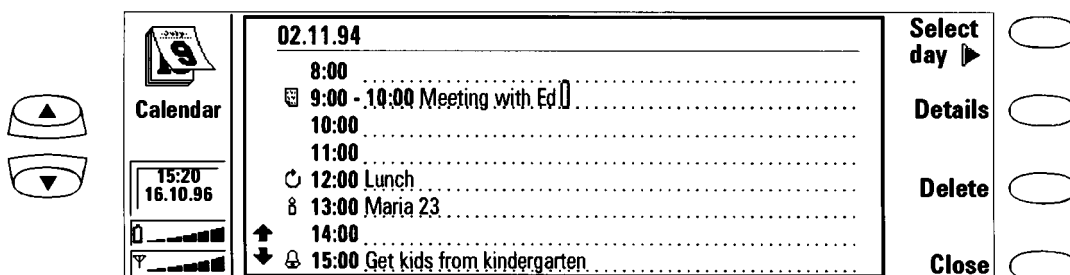 Calendar
15:20
16.10.96
02.11.94
8:00
9:00 - 10:00 Meeting with Ed
10:00
11:00
12:00 Lunch
13:00 Maria 23
14:00
15:00 Get kids from kindergarten
Select
day
Details
Delete
Close